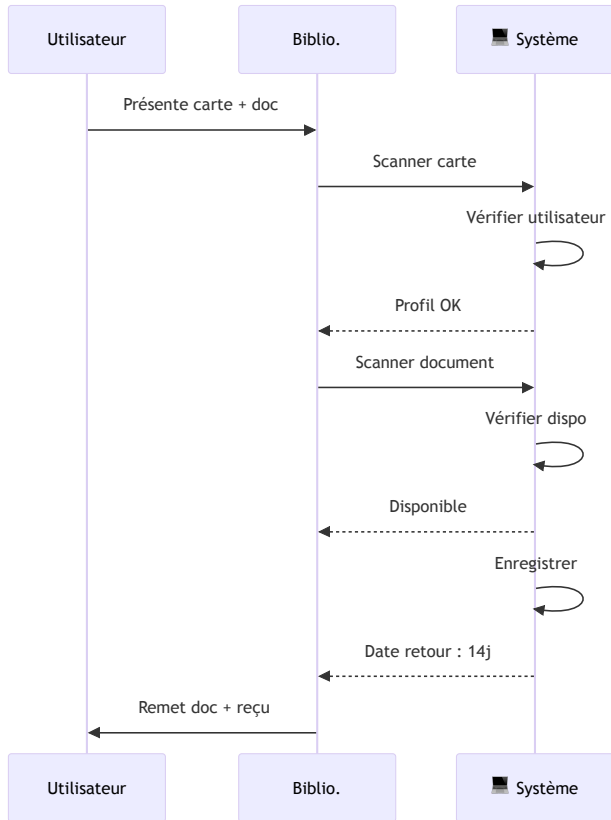 Utilisateur
Biblio.
💻 Système
Présente carte + doc
Scanner carte
Vérifier utilisateur
Profil OK
Scanner document
Vérifier dispo
Disponible
Enregistrer
Date retour : 14j
Remet doc + reçu
Utilisateur
Biblio.
💻 Système